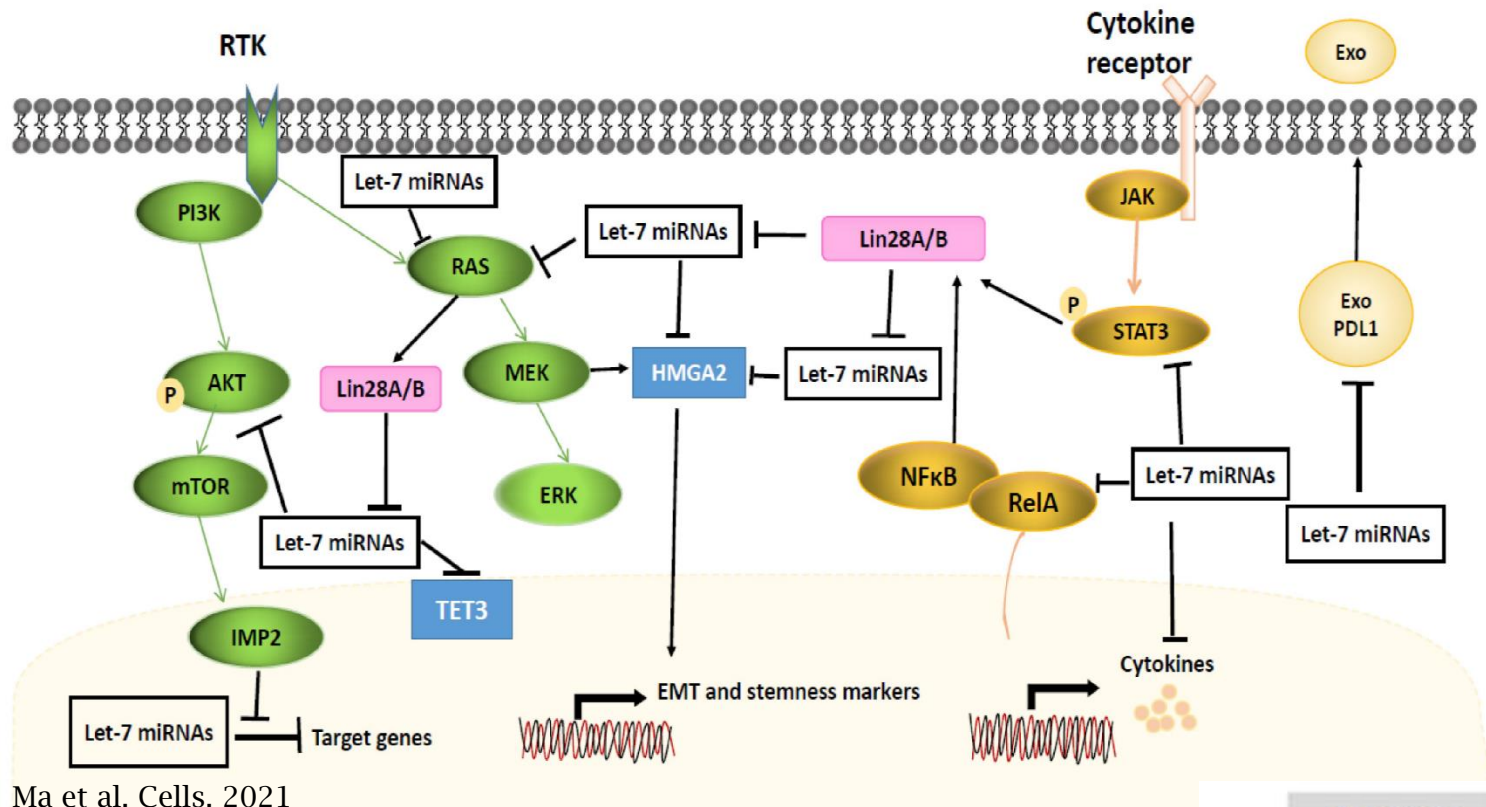 RTK
Cytokine
receptor
Exo
Let-7 miRNAs
PI3K
JAK
RAS
Let-7 miRNAs
Lin28A/B
P
STAT3
Exo
PDL1
AKT
P
Lin28A/B
MEK
HMGA2
Let-7 miRNAs
mTOR
ERK
NFκB
RelA
Let-7 miRNAs
Let-7 miRNAs
Let-7 miRNAs
TET3
IMP2
Cytokines
EMT and stemness markers
Let-7 miRNAs
Target genes
Ma et al. Cells. 2021